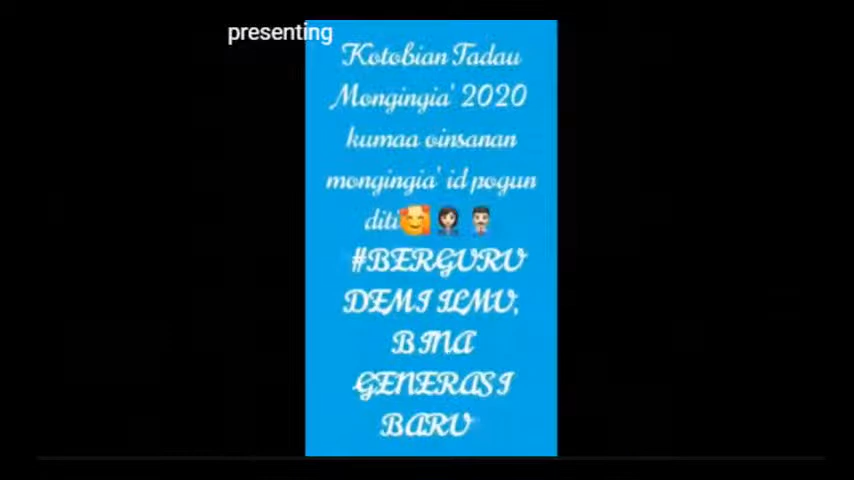 presenting
Kotobian Tadau
Mongingia' 2020
kumaa oinsanan
mongingia' id pogun
diti🥰👩‍💼👨‍💼
#BERGURU
DEMI ILMU,
BINA
GENERASI
BARU